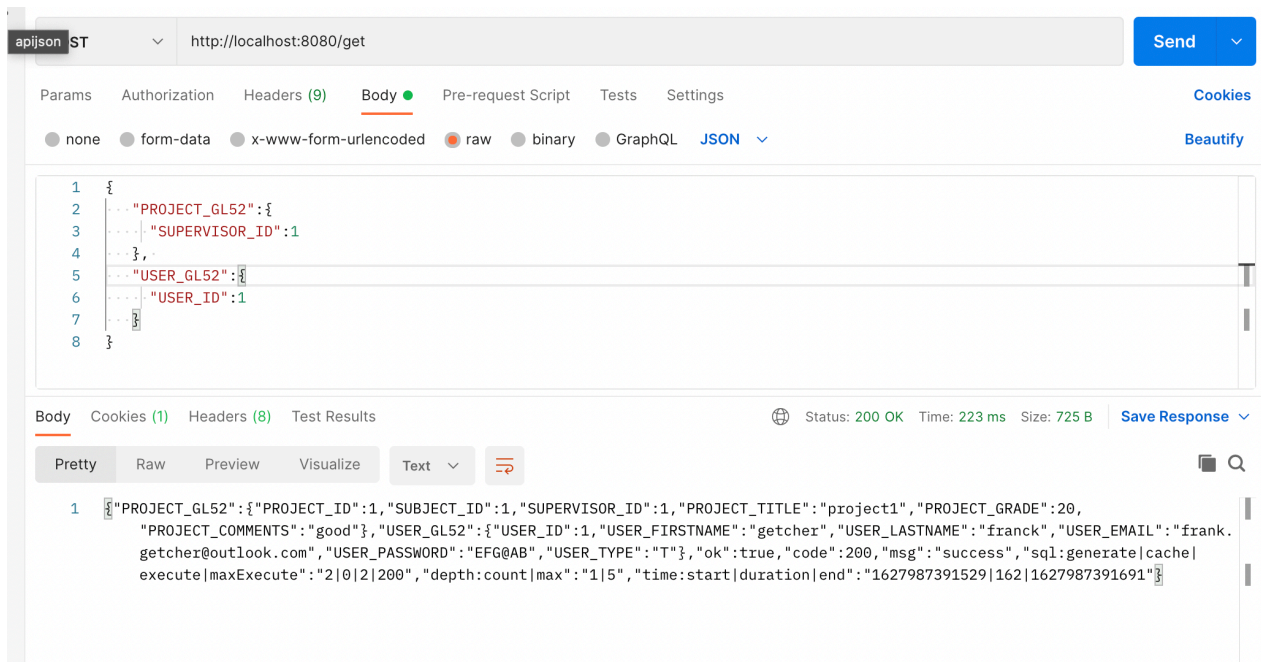 apijson
ST
http://localhost:8080/get
Send
Params Authorization Headers (9) Body Pre-request Script Tests Settings Cookies
none form-data x-www-form-urlencoded raw binary GraphQL JSON Beautify
1 {
2 "PROJECT_GL52":{
3 "SUPERVISOR_ID":1
4 },
5 "USER_GL52":{
6 "USER_ID":1
7 }
8 }
Body Cookies (1) Headers (8) Test Results Status: 200 OK Time: 223 ms Size: 725 B Save Response
Pretty Raw Preview Visualize Text
1 {"PROJECT_GL52":{"PROJECT_ID":1,"SUBJECT_ID":1,"SUPERVISOR_ID":1,"PROJECT_TITLE":"project1","PROJECT_GRADE":20,
"PROJECT_COMMENTS":"good"},"USER_GL52":{"USER_ID":1,"USER_FIRSTNAME":"getcher","USER_LASTNAME":"franck","USER_EMAIL":"frank.
getcher@outlook.com","USER_PASSWORD":"EFG@AB","USER_TYPE":"T"},"ok":true,"code":200,"msg":"success","sql:generate|cache|
execute|maxExecute":"2|0|2|200","depth:count|max":"1|5","time:start|duration|end":"1627987391529|162|1627987391691"}